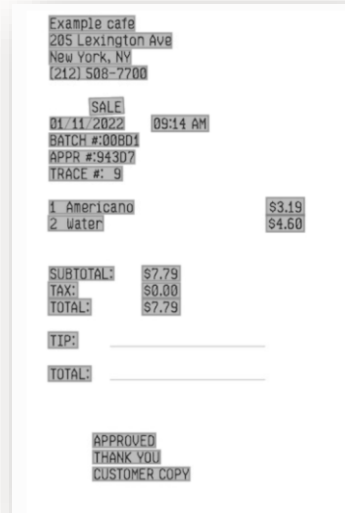 Example cafe
205 Lexington Ave
New York, NY
(212) 508-7700
SALE
01/11/2022 09:14 AM
BATCH #:00BD1
APPR #:943D7
TRACE #: 9
1 Americano $3.19
2 Water $4.60
SUBTOTAL: $7.79
TAX: $0.00
TOTAL: $7.79
TIP:
TOTAL:
APPROVED
THANK YOU
CUSTOMER COPY